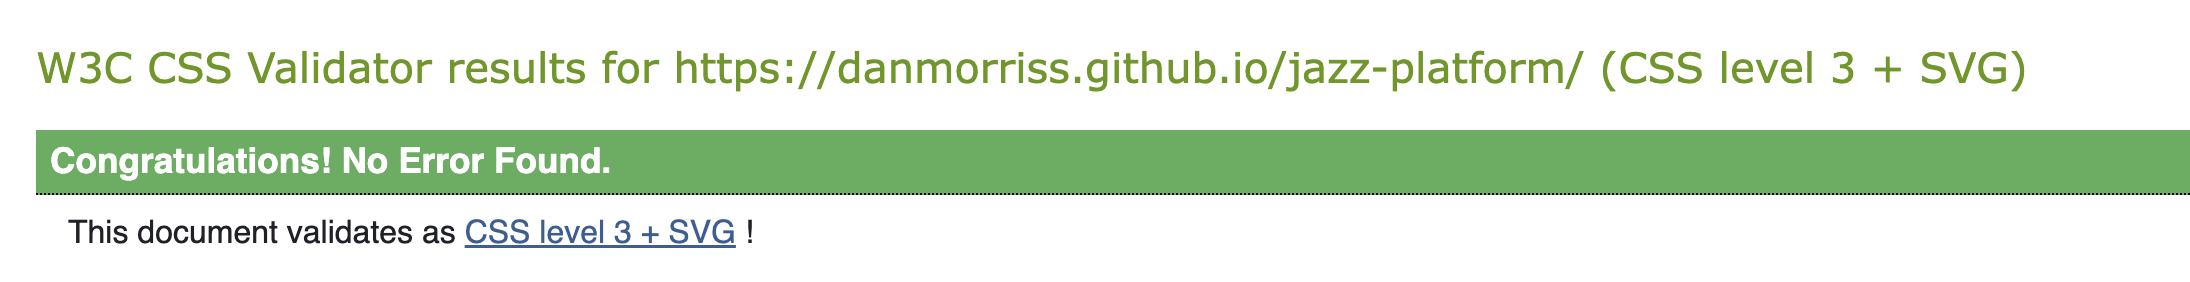 W3C CSS Validator results for https://danmorriss.github.io/jazz-platform/ (CSS level 3 + SVG)
Congratulations! No Error Found.
This document validates as CSS level 3 + SVG !